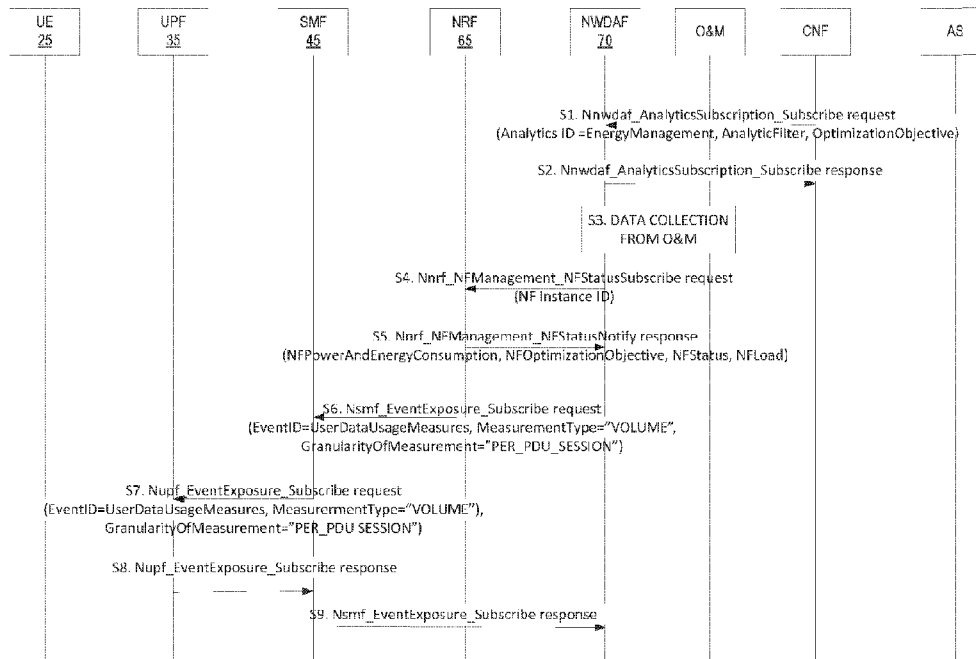 UE
25
UPF
35
SMF
45
NRF
65
NWDAF
70
O&M
CNF
AS
S1. Nnwdaf_AnalyticsSubscription_Subscribe request
(Analytics ID =EnergyManagement, AnalyticFilter, OptimizationObjective)
S2. Nnwdaf_AnalyticsSubscription_Subscribe response
S3. DATA COLLECTION
FROM O&M
S4. Nnrf_NFManagement_NFStatusSubscribe request
(NF Instance ID)
S5. Nnrf_NFManagement_NFStatusNotify response
(NFPowerAndEnergyConsumption, NFOptimizationObjective, NFStatus, NFLoad)
S6. Nsmf_EventExposure_Subscribe request
(EventID=UserDataUsageMeasures, MeasurementType="VOLUME",
GranularityOfMeasurement="PER_PDU_SESSION")
S7. Nupf_EventExposure_Subscribe request
(EventID=UserDataUsageMeasures, MeasurementType="VOLUME"),
GranularityOfMeasurement="PER_PDU SESSION")
S8. Nupf_EventExposure_Subscribe response
S9. Nsmf_EventExposure_Subscribe response